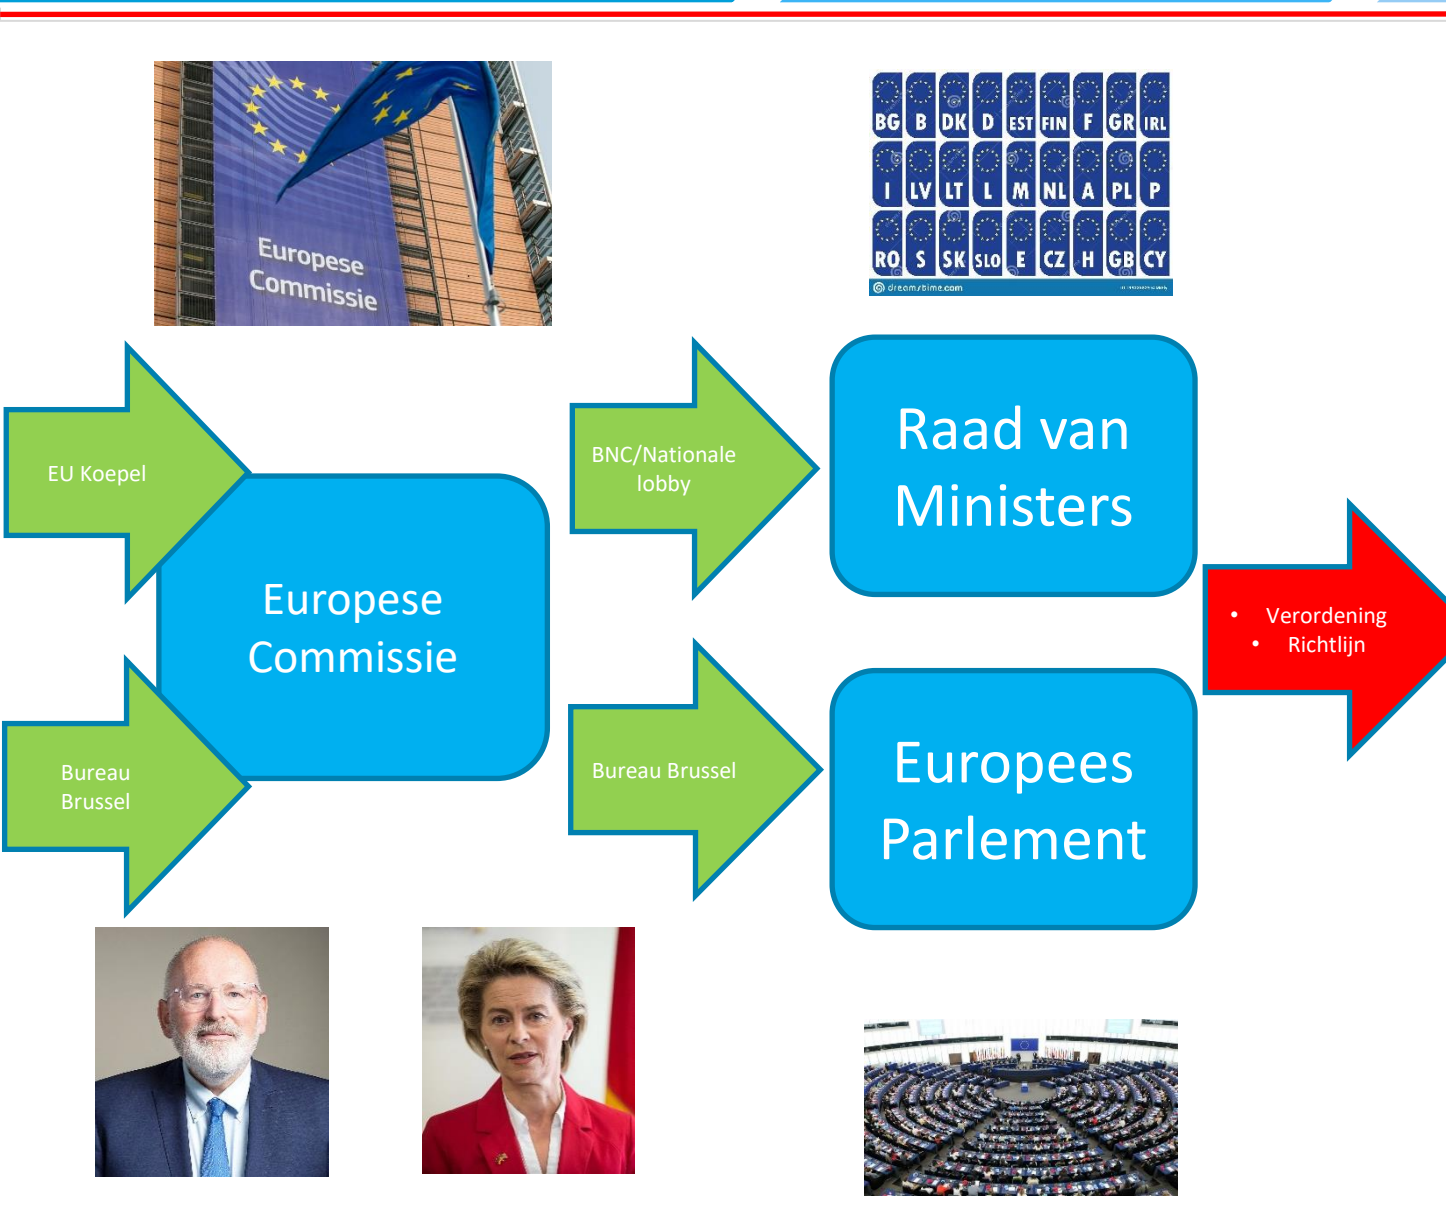 Europese
Commissie
BG B DK D EST FIN F GR IRL
I LV LT L M NL A PL P
RO S SK SLO E CZ H GB CY
dreamstime.com
EU Koepel
BNC/Nationale
lobby
Raad van
Ministers
Europese
Commissie
• Verordening
• Richtlijn
Bureau
Brussel
Bureau Brussel
Europees
Parlement